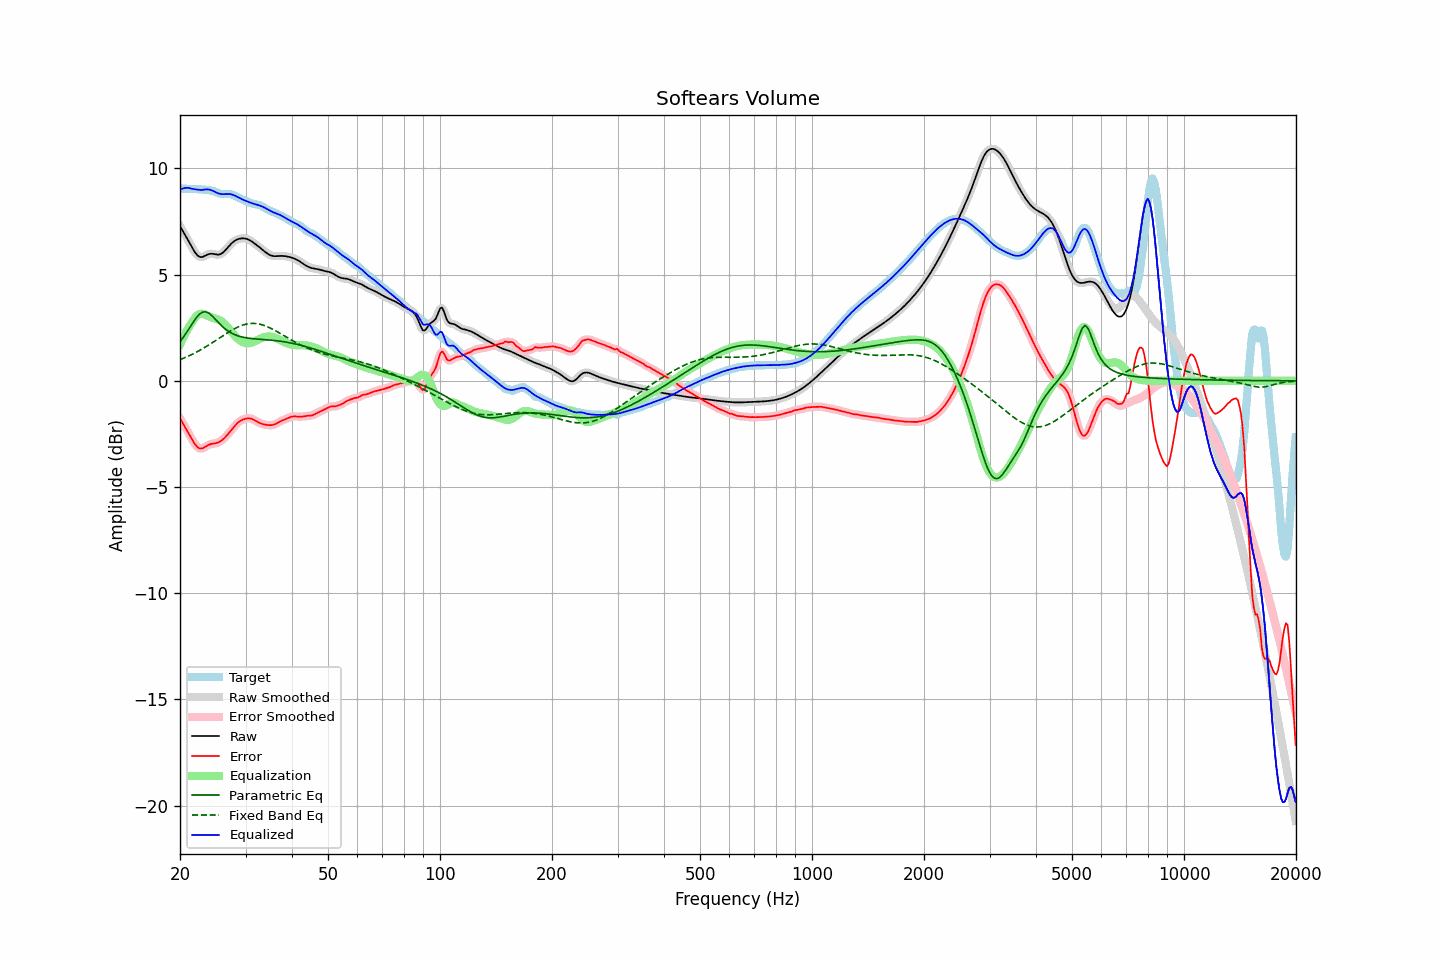 Softears Volume
Amplitude (dBr)
10
5
0
−5
−10
−15
−20
Target
Raw Smoothed
Error Smoothed
Raw
Error
Equalization
Parametric Eq
Fixed Band Eq
Equalized
20 50 100 200 500 1000 2000 5000 10000 20000
Frequency (Hz)